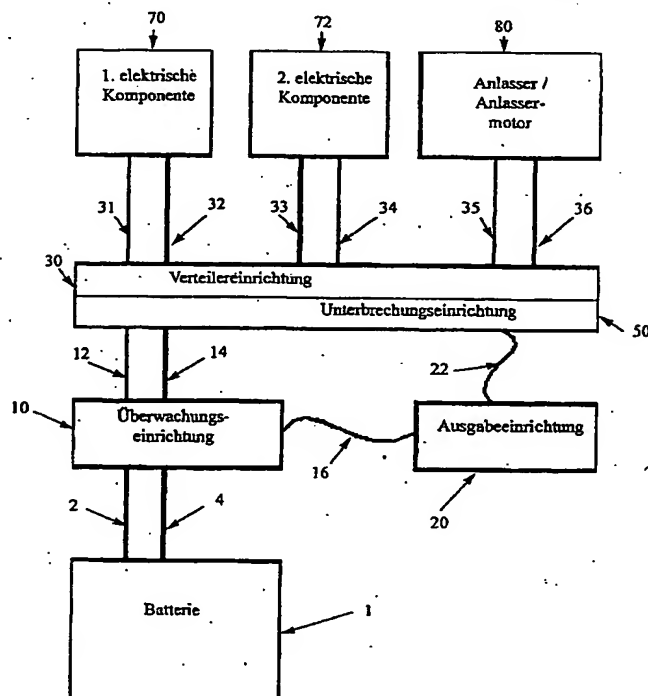 70
72
80
1. elektrische
Komponente
2. elektrische
Komponente
Anlasser /
Anlasser-
motor
31
32
33
34
35
36
30
Verteilereinrichtung
Unterbrechungseinrichtung
50
12
14
22
10
Überwachungs-
einrichtung
16
Ausgabeeinrichtung
20
2
4
Batterie
1